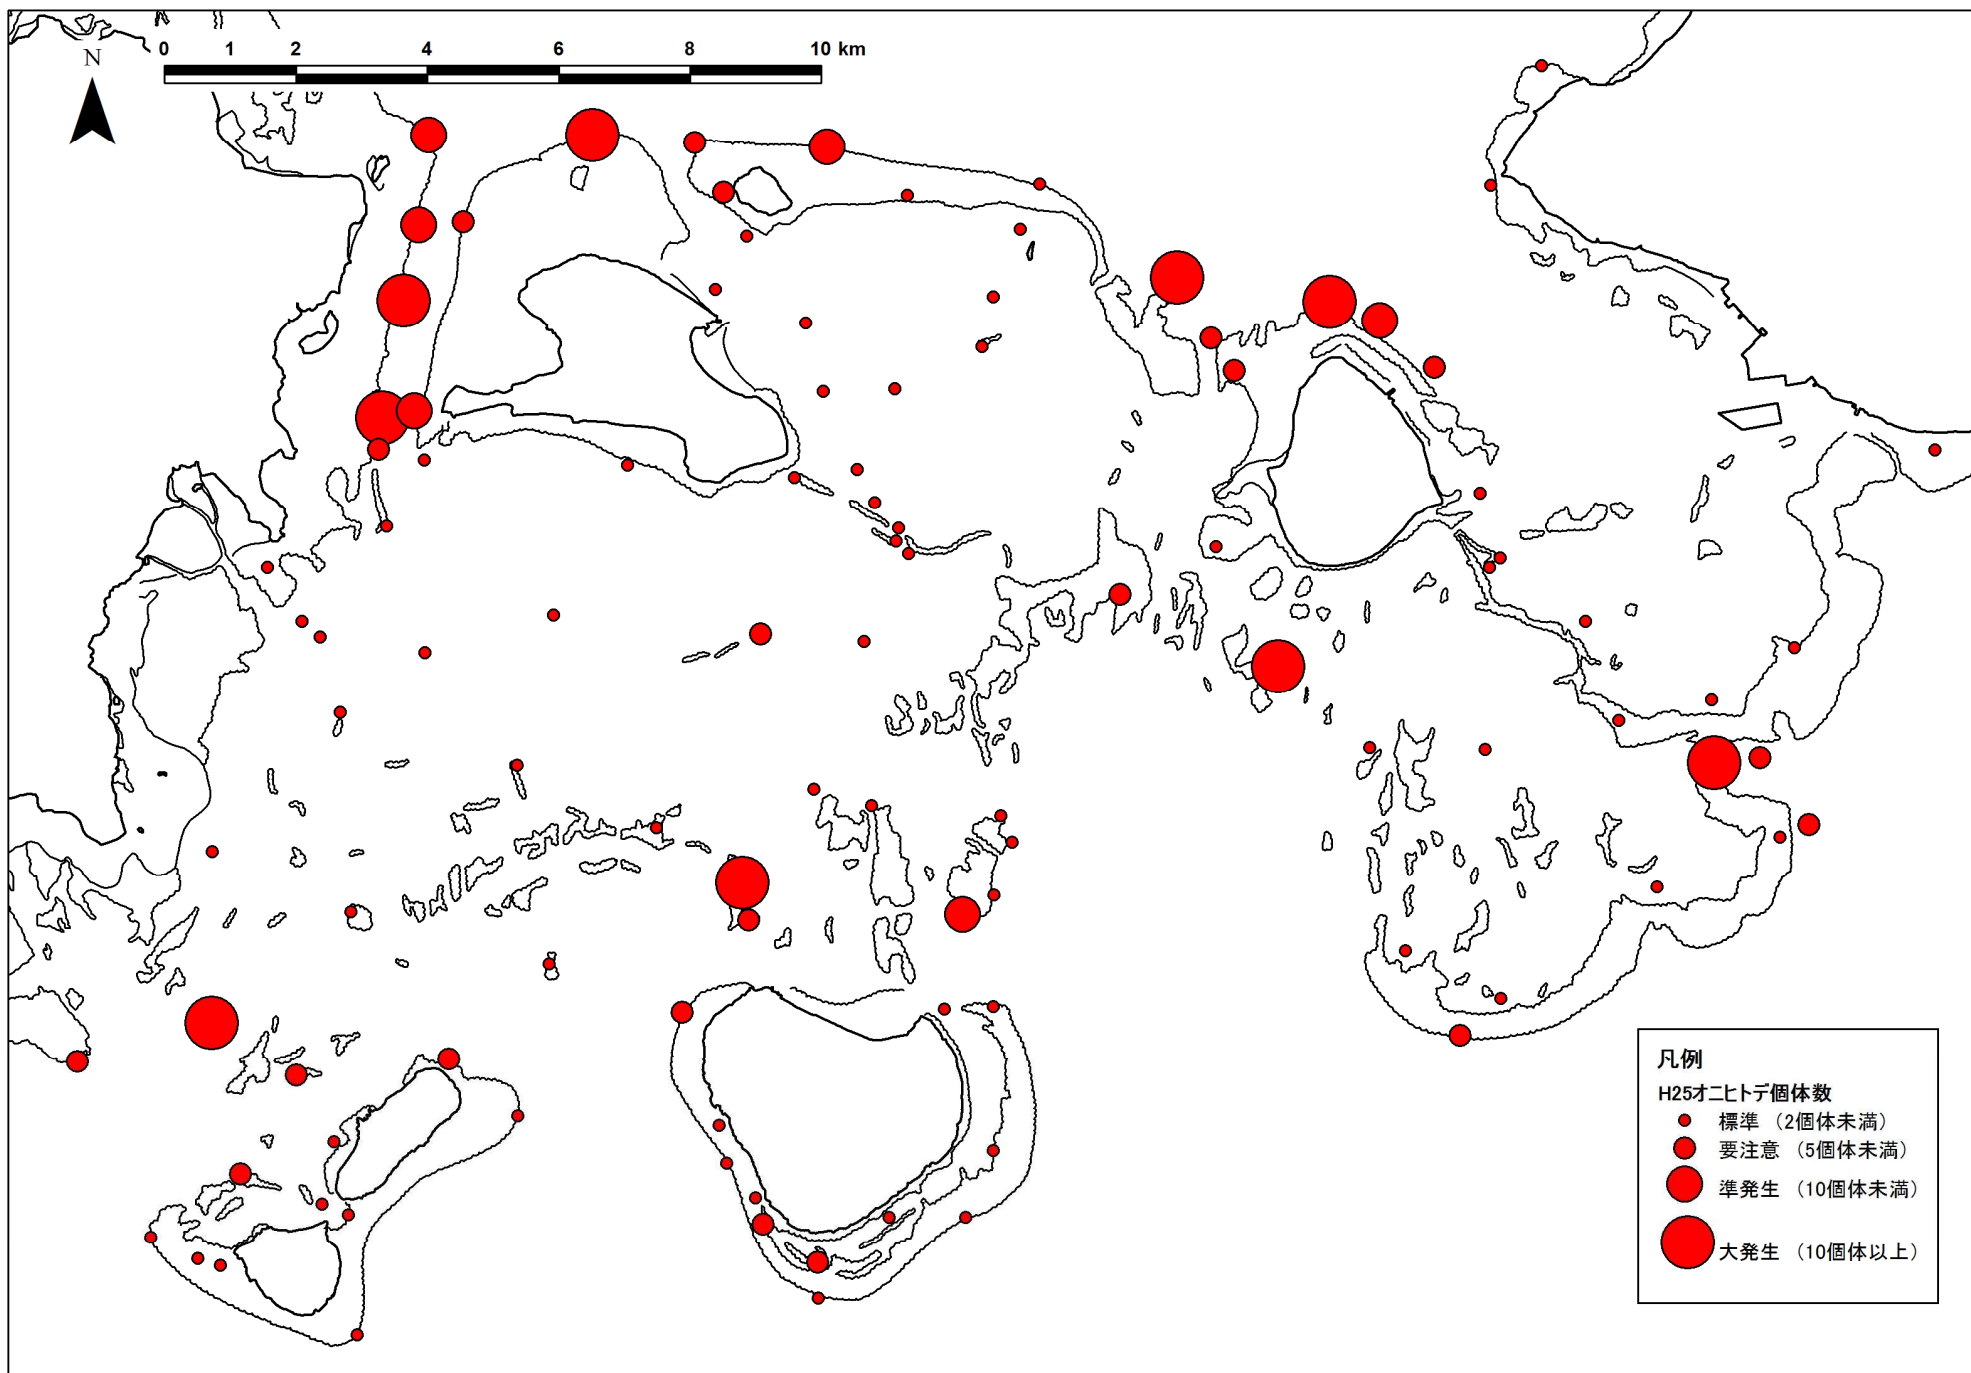 0 1 2 4 6 8 10 km
N
凡例
H25オニヒトデ個体数
標準 （2個体未満）
要注意 （5個体未満）
準発生 （10個体未満）
大発生 （10個体以上）